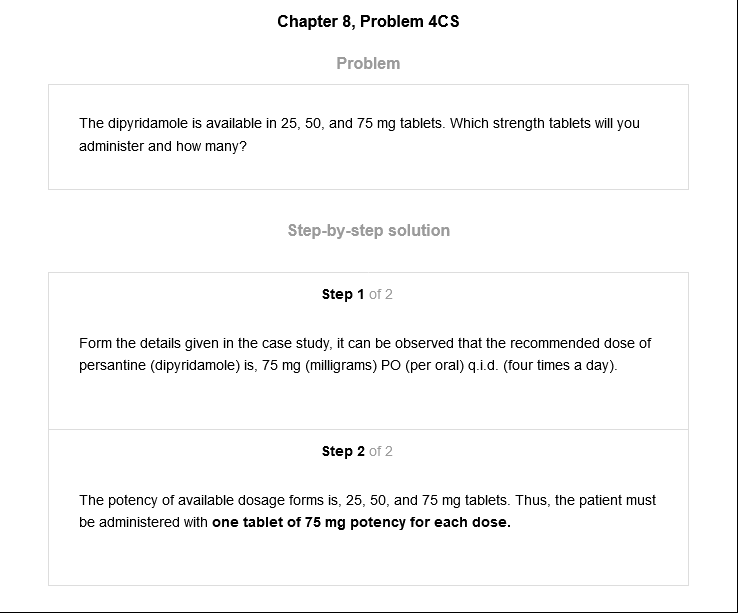 Chapter 8, Problem 4CS
Problem
The dipyridamole is available in 25, 50, and 75 mg tablets. Which strength tablets will you
administer and how many?
Step-by-step solution
Step 1 of 2
Form the details given in the case study, it can be observed that the recommended dose of
persantine (dipyridamole) is, 75 mg (milligrams) PO (per oral) q.i.d. (four times a day).
Step 2 of 2
The potency of available dosage forms is, 25, 50, and 75 mg tablets. Thus, the patient must
be administered with one tablet of 75 mg potency for each dose.